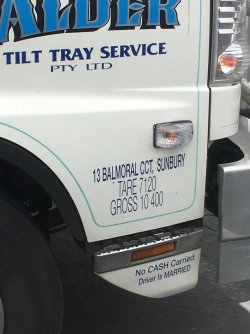 ALDER
TILT TRAY SERVICE
PTY LTD
13 BALMORAL CCT, SUNBURY
TARE 7120
GROSS 10 400
No CASH Carried
Driver is MARRIED